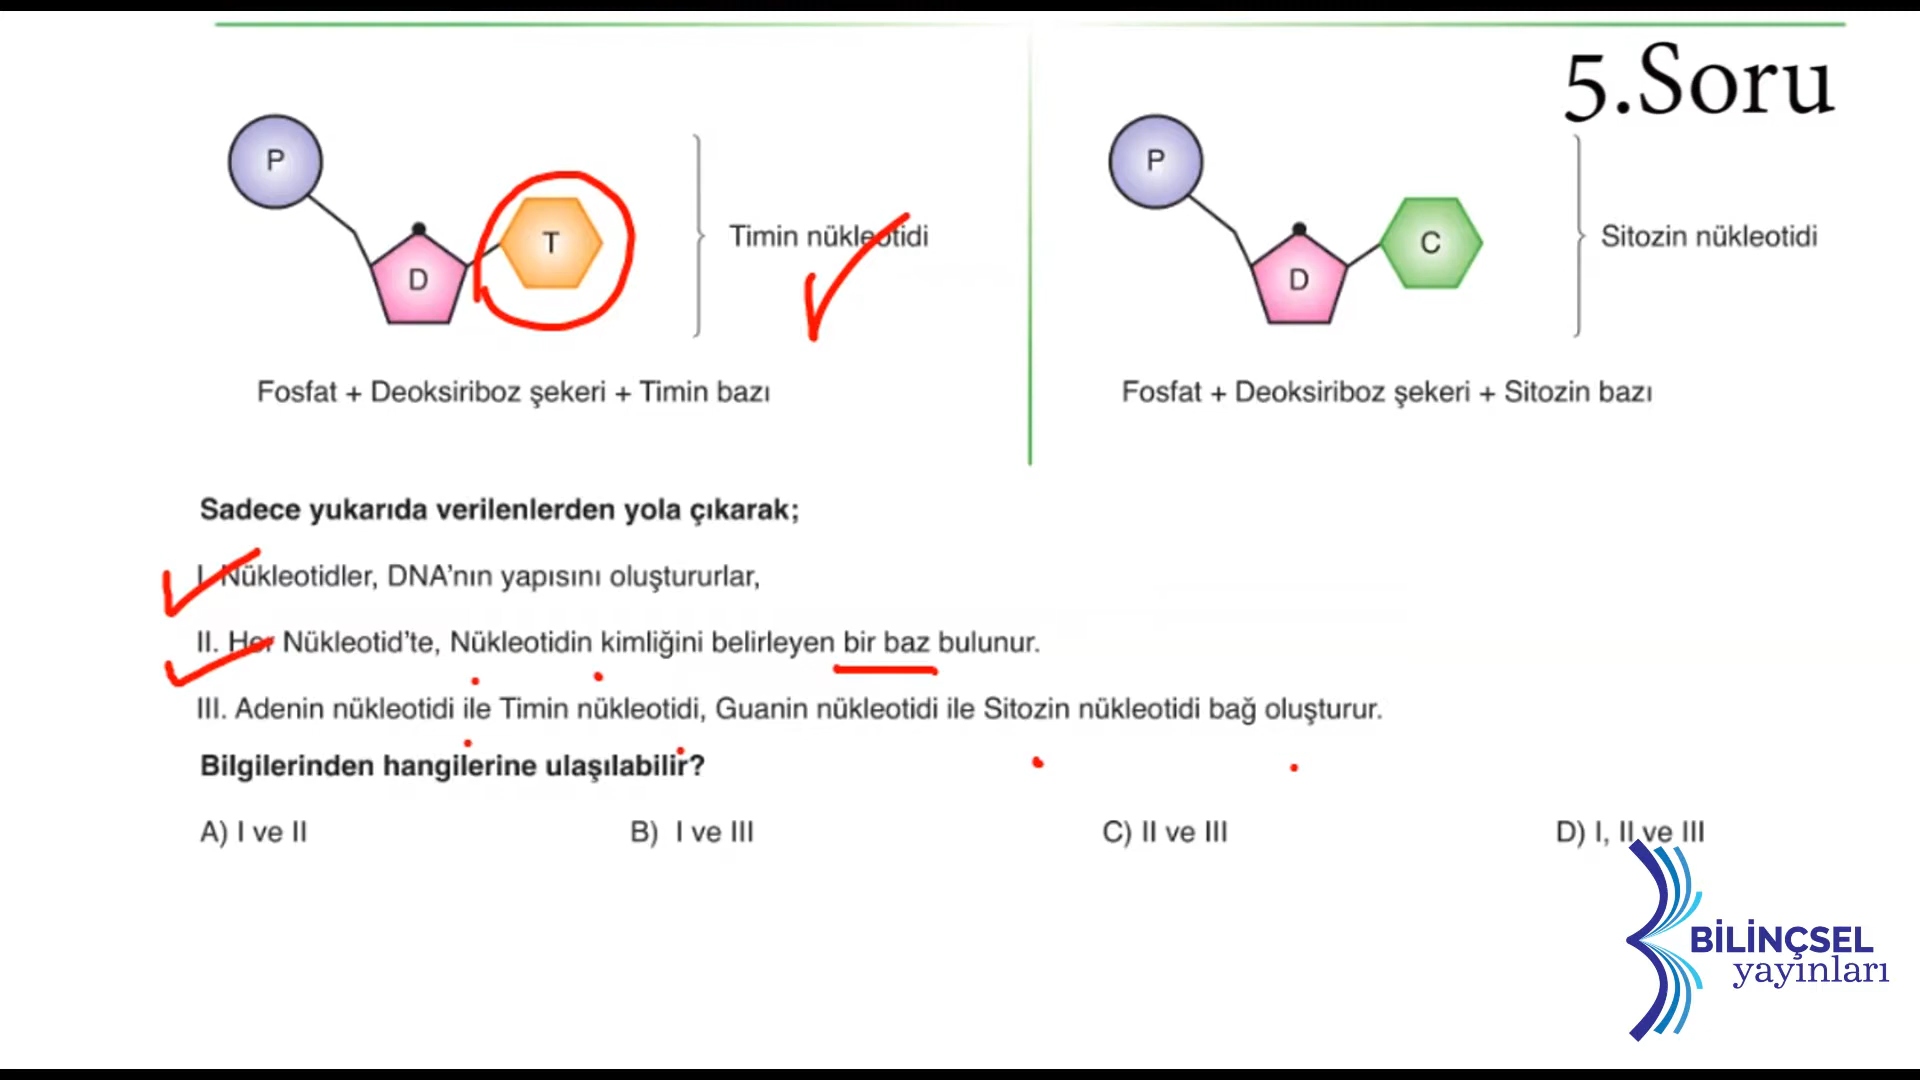 5.Soru
P
D
T
Timin nükleotidi
Fosfat + Deoksiriboz şekeri + Timin bazı
P
D
C
Sitozin nükleotidi
Fosfat + Deoksiriboz şekeri + Sitozin bazı
Sadece yukarıda verilenlerden yola çıkarak;
I. Nükleotidler, DNA'nın yapısını oluştururlar,
II. Her Nükleotid'te, Nükleotidin kimliğini belirleyen bir baz bulunur.
III. Adenin nükleotidi ile Timin nükleotidi, Guanin nükleotidi ile Sitozin nükleotidi bağ oluşturur.
Bilgilerinden hangilerine ulaşılabilir?
A) I ve II
B) I ve III
C) II ve III
D) I, II ve III
BİLİNÇSEL
yayınları